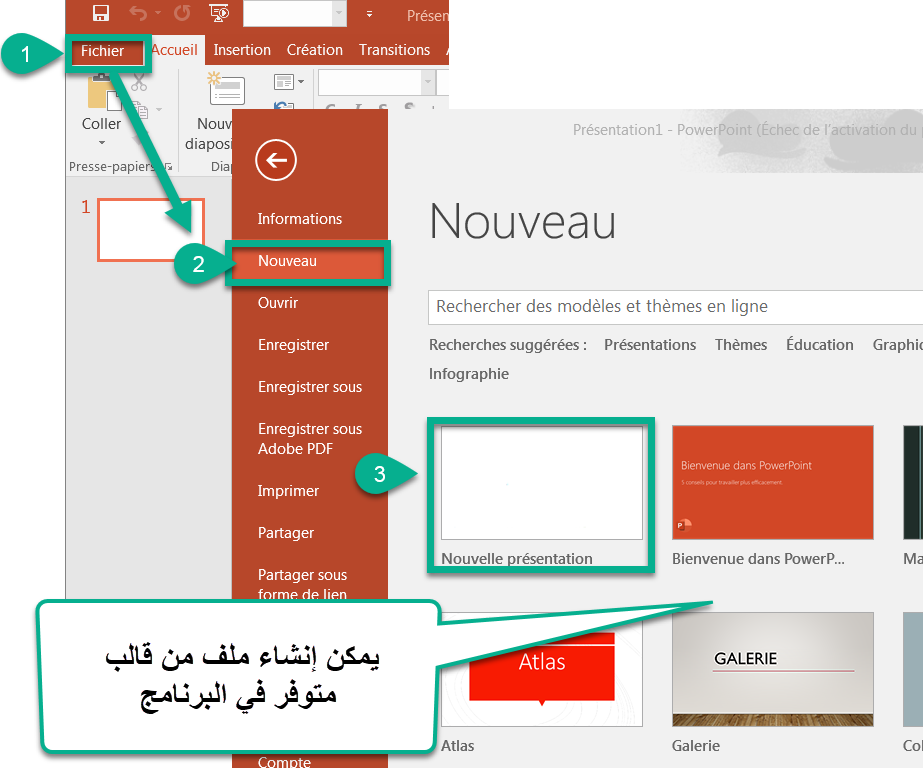 Présen
1
Fichier
Accueil
Insertion
Création
Transitions
Coller
Nouv
diaposi
Presse-papiers
Diap
1
Présentation1 - PowerPoint (Échec de l'activation du
Nouveau
Informations
2
Nouveau
Ouvrir
Enregistrer
Enregistrer sous
Enregistrer sous
Adobe PDF
Imprimer
Partager
Partager sous
forme de lien
Compte
Rechercher des modèles et thèmes en ligne
Recherches suggérées : Présentations Thèmes Éducation Graphic
Infographie
3
Nouvelle présentation
Bienvenue dans PowerPoint
5 conseils pour travailler plus efficacement
Bienvenue dans PowerP...
Ma
يمكن إنشاء ملف من قالب
متوفر في البرنامج
Atlas
Atlas
GALERIE
Galerie
Col